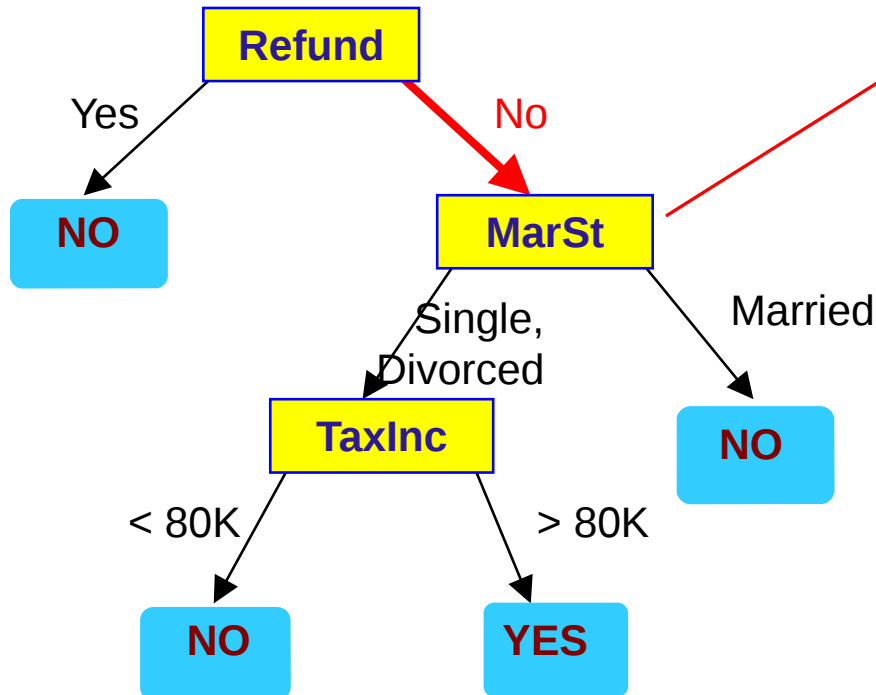 Refund
Yes
No
NO
MarSt
Single,
Divorced
Married
TaxInc
NO
< 80K
> 80K
NO
YES